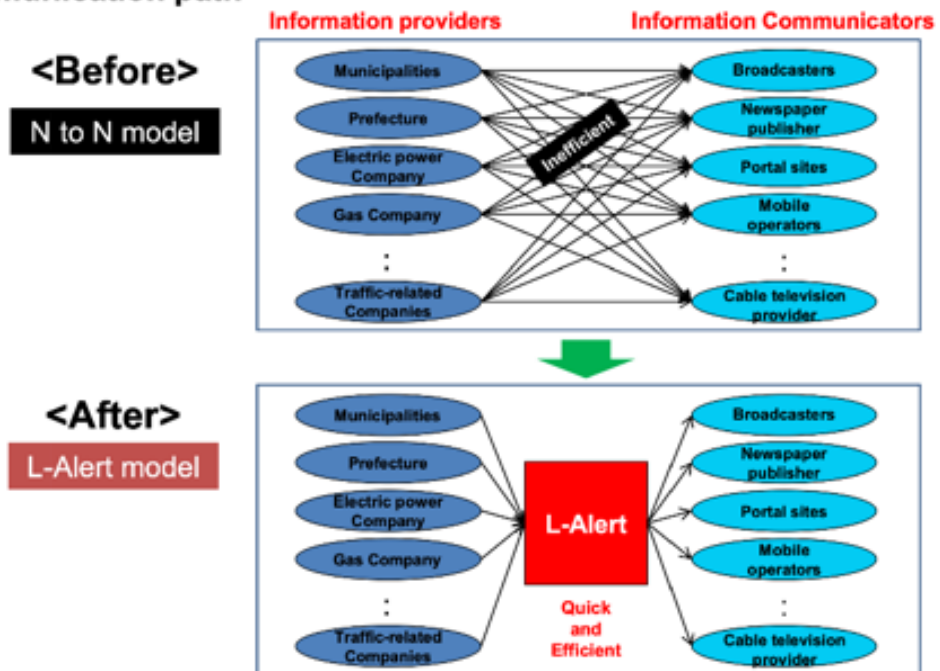 Information providers
Information Communicators
<Before>
N to N model
Municipalities
Prefecture
Electric power
Company
Gas Company
:
Traffic-related
Companies
Inefficient
Broadcasters
Newspaper
publisher
Portal sites
Mobile
operators
:
Cable television
provider
<After>
L-Alert model
Municipalities
Prefecture
Electric power
Company
Gas Company
:
Traffic-related
Companies
L-Alert
Quick
and
Efficient
Broadcasters
Newspaper
publisher
Portal sites
Mobile
operators
:
Cable television
provider